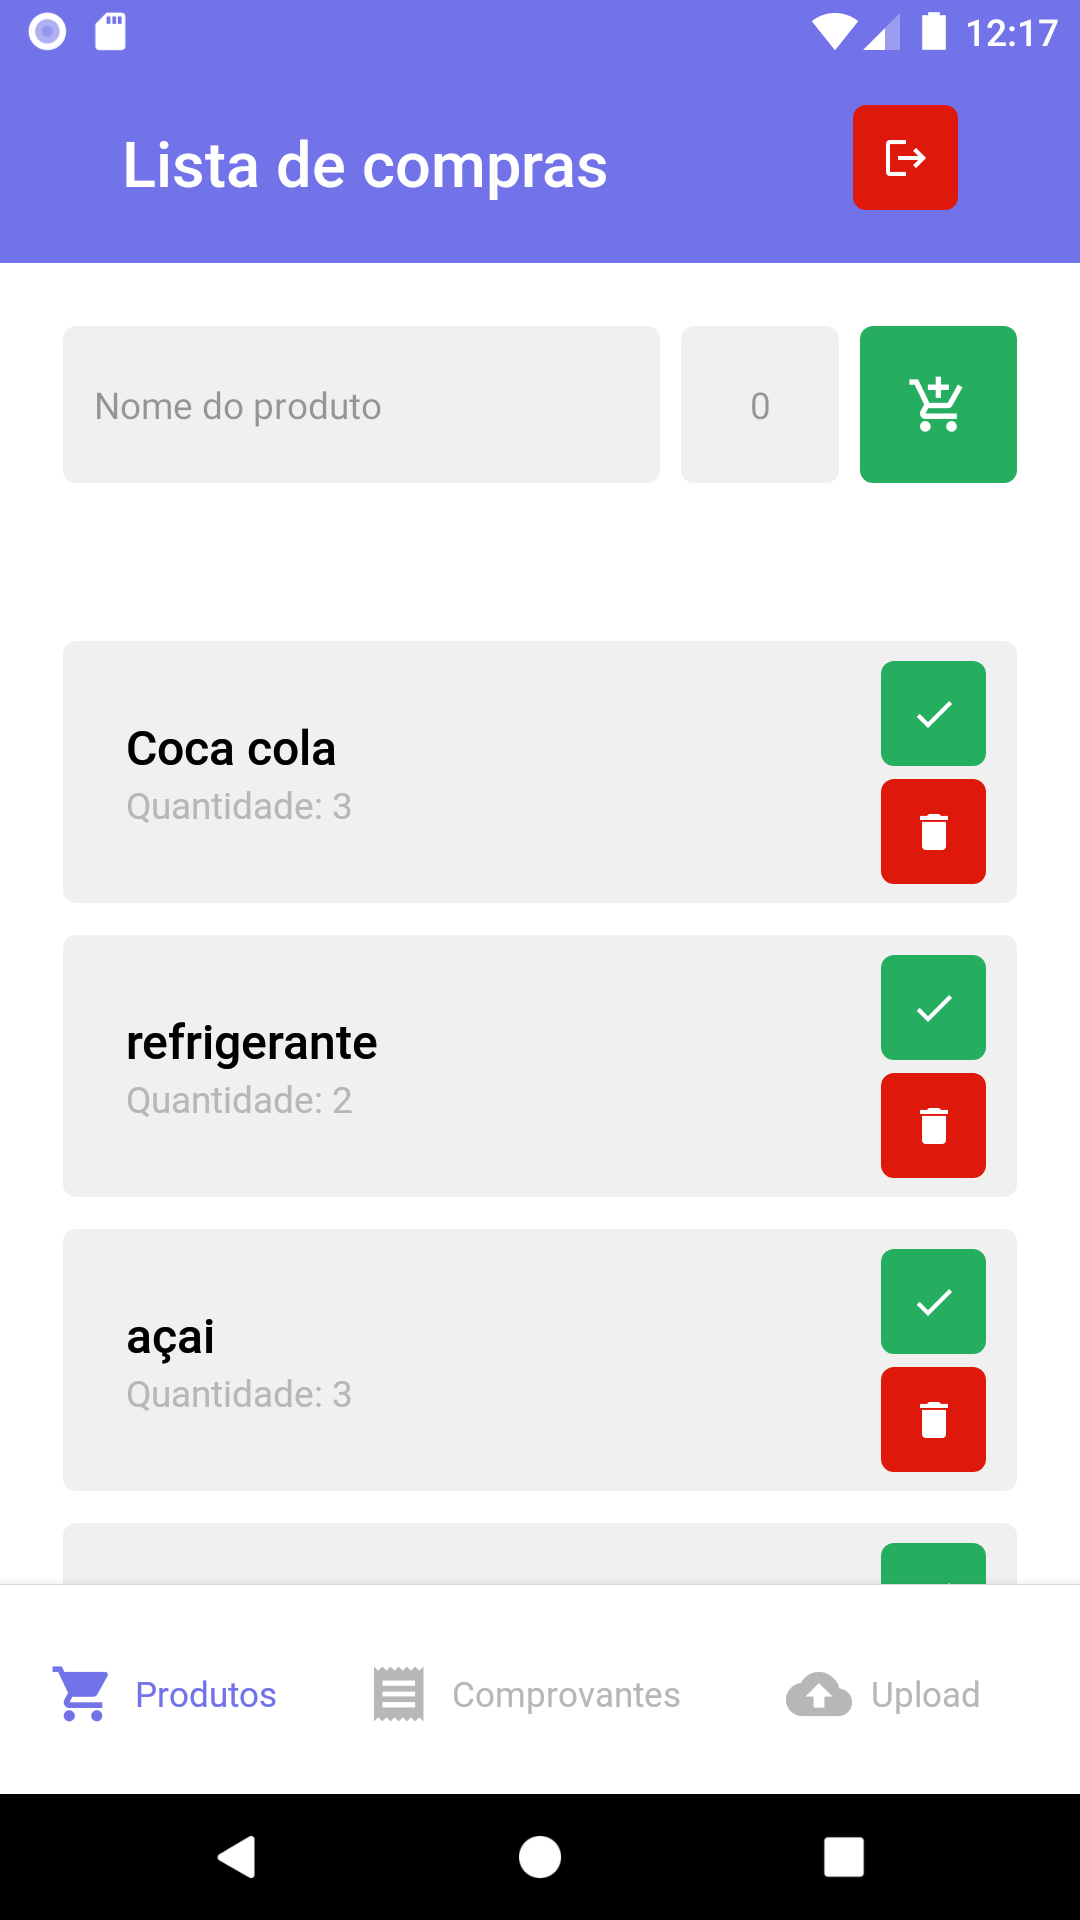 12:17
Lista de compras
Nome do produto
0
Coca cola
Quantidade: 3
refrigerante
Quantidade: 2
açai
Quantidade: 3
Produtos
Comprovantes
Upload